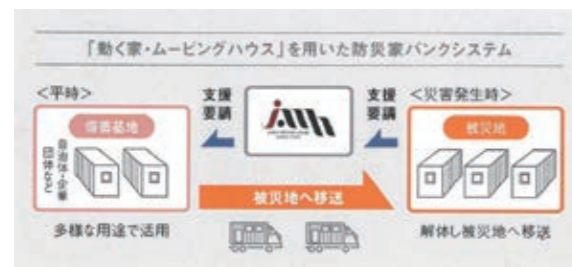 「動く家・ムービングハウス」を用いた防災家バンクシステム
<平時>
備蓄基地
自治体・企業
団体など
多様な用途で活用
支援
要請
支援
要請
<災害発生時>
被災地
被災地へ移送
解体し被災地へ移送